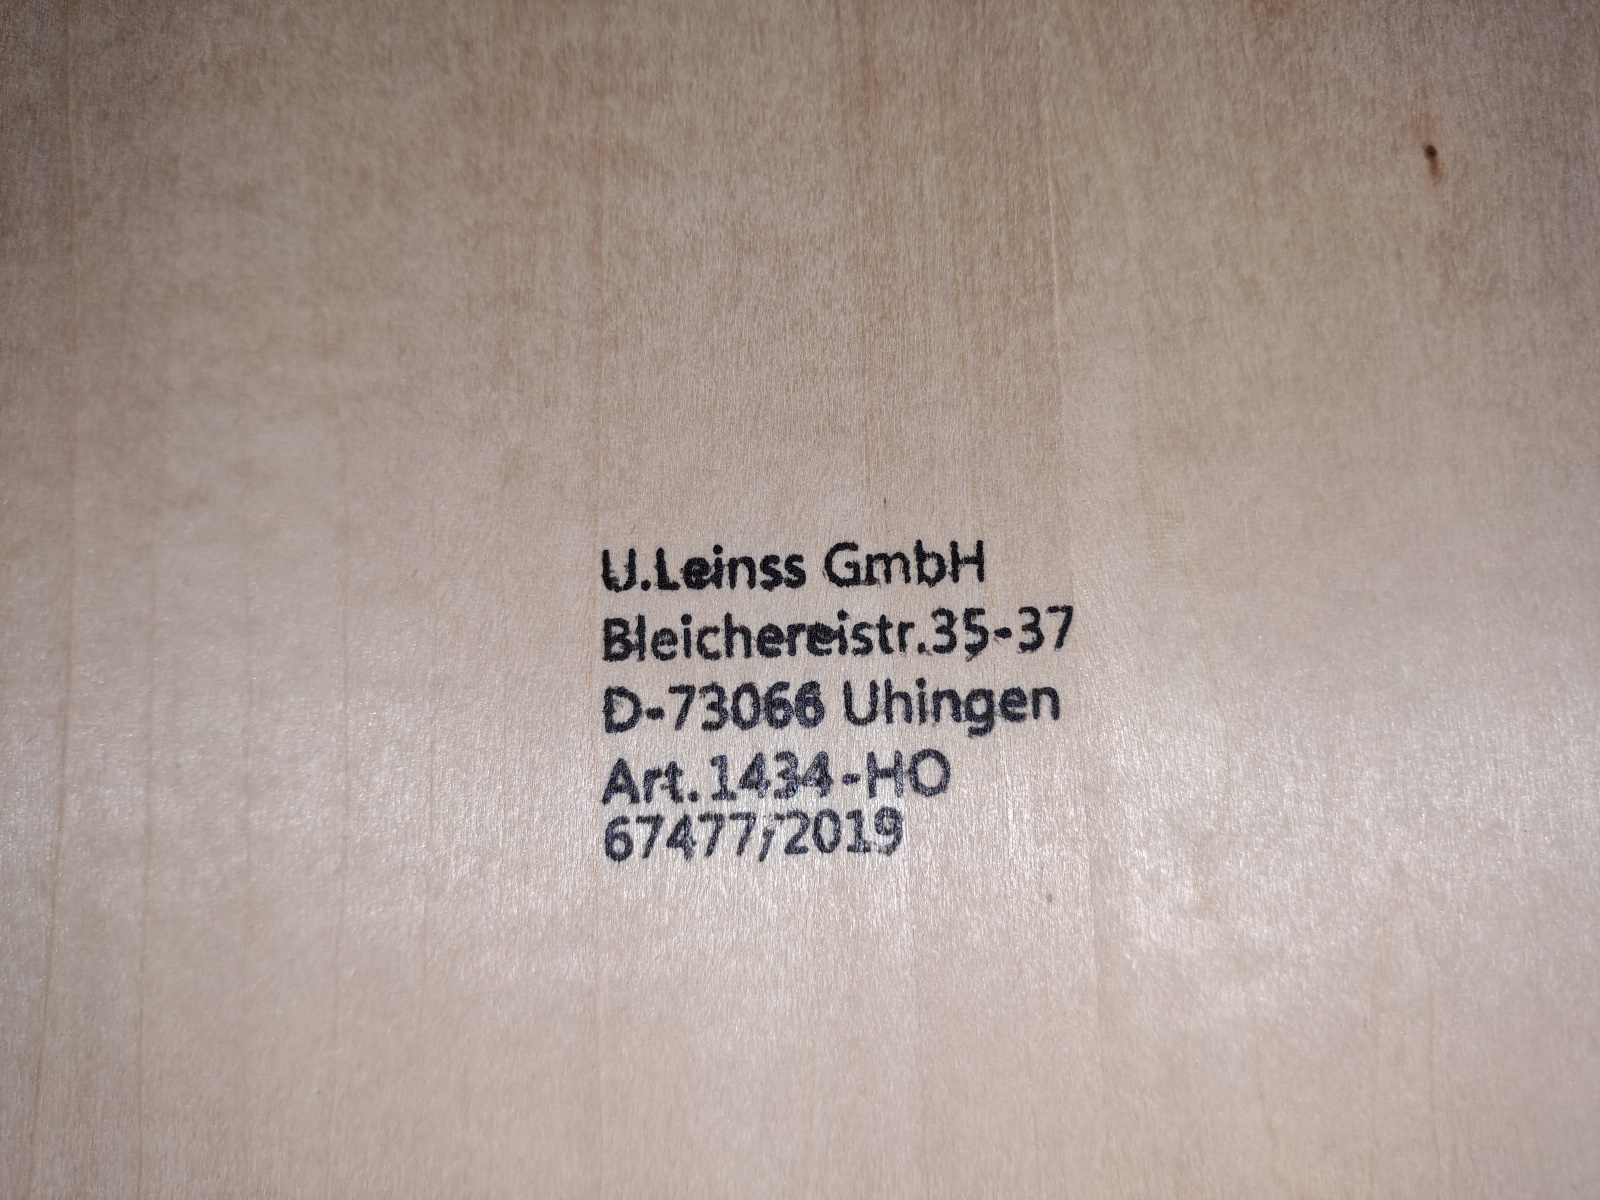 U.Leinss GmbH
Bleichereistr.35-37
D-73066 Uhingen
Art.1434-HO
67477/2019